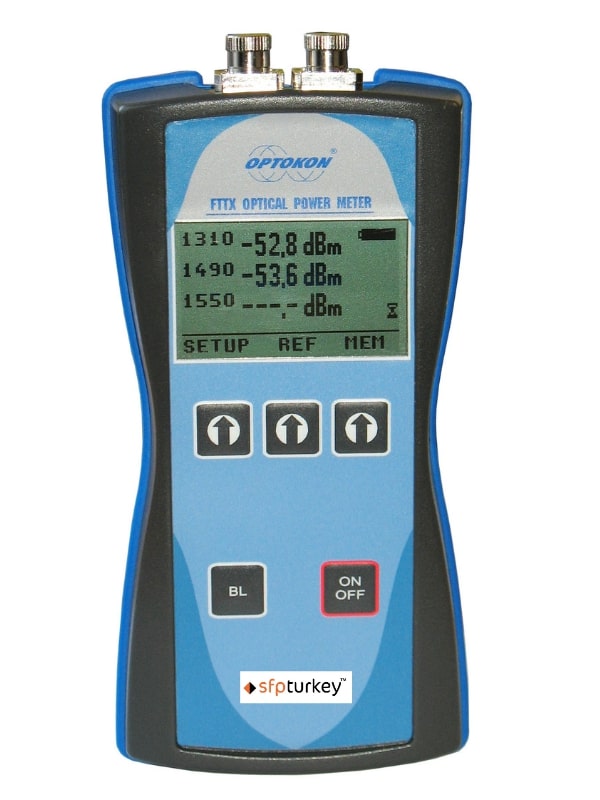 OPTOKON®
FTTX OPTICAL POWER METER
1310 -52,8 dBm
1490 -53,6 dBm
1550 ---,- dBm
SETUP REF MEM
BL
ON
OFF
sfpturkey™